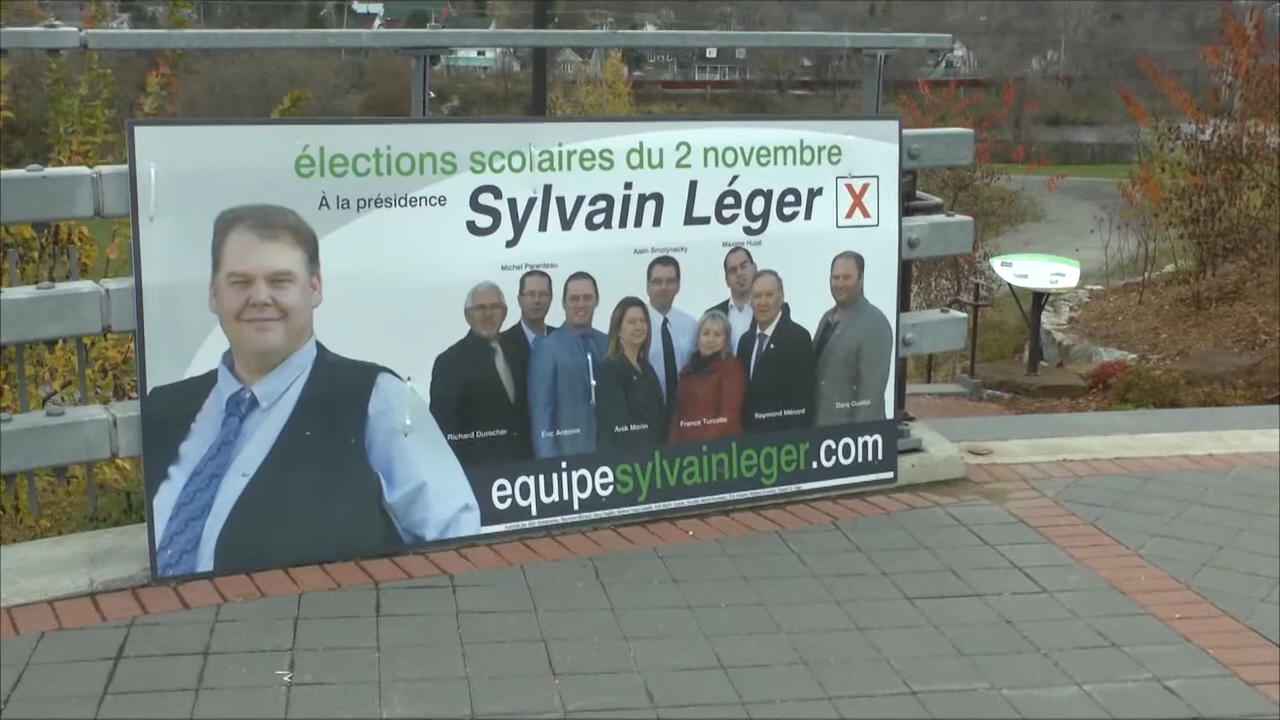 élections scolaires du 2 novembre
À la présidence
Sylvain Léger X
Alain Smolynecky
Maxime Hupé
Michel Parenteau
Richard Durocher
Éric Antoine
Anik Morin
France Turcotte
Raymond Ménard
Dany Ouellet
equipesylvainleger.com